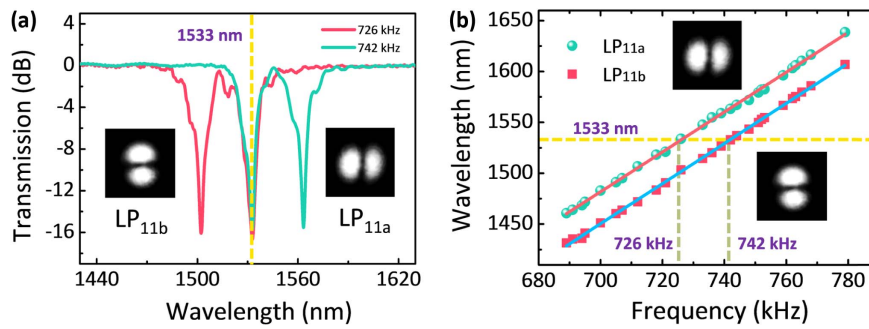 (a)
1533 nm
726 kHz
742 kHz
Transmission (dB)
4
0
-4
-8
-12
-16
LP11b
LP11a
1440
1500
1560
1620
Wavelength (nm)
(b)
LP11a
LP11b
Wavelength (nm)
1650
1600
1550
1500
1450
1533 nm
726 kHz
742 kHz
680
700
720
740
760
780
Frequency (kHz)